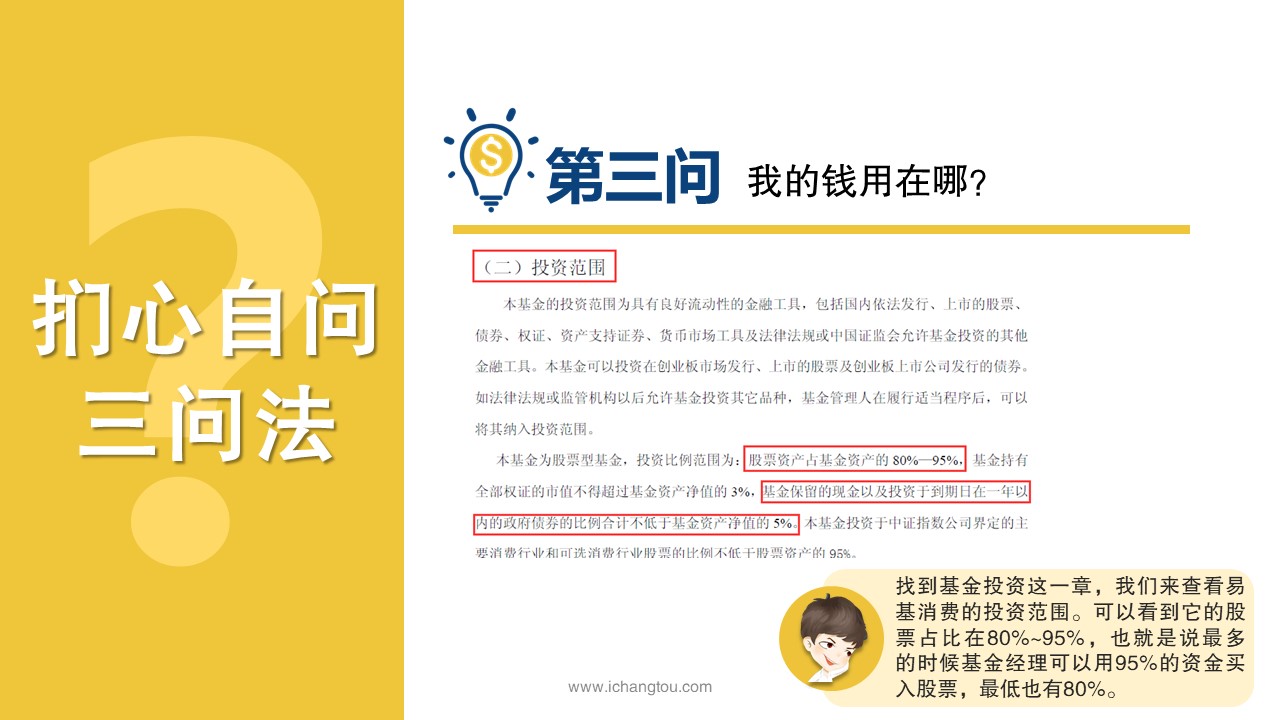 扪心自问
三问法
第三问 我的钱用在哪？
（二）投资范围
本基金的投资范围为具有良好流动性的金融工具，包括国内依法发行、上市的股票、
债券、权证、资产支持证券、货币市场工具及法律法规或中国证监会允许基金投资的其他
金融工具。本基金可以投资在创业板市场发行、上市的股票及创业板上市公司发行的债券。
如法律法规或监管机构以后允许基金投资其它品种，基金管理人在履行适当程序后，可以
将其纳入投资范围。
本基金为股票型基金，投资比例范围为：股票资产占基金资产的 80%—95%，基金持有
全部权证的市值不得超过基金资产净值的 3%，基金保留的现金以及投资于到期日在一年以
内的政府债券的比例合计不低于基金资产净值的 5%。本基金投资于中证指数公司界定的主
要消费行业和可选消费行业股票的比例不低于股票资产的 95%。
找到基金投资这一章，我们来查看易
基消费的投资范围。可以看到它的股
票占比在80%~95%，也就是说最多
的时候基金经理可以用95%的资金买
入股票，最低也有80%。
www.ichangtou.com